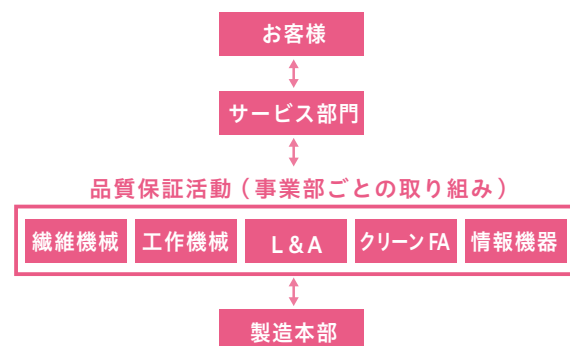 お客様
サービス部門
品質保証活動（事業部ごとの取り組み）
繊維機械 工作機械 L&A クリーンFA 情報機器
製造本部